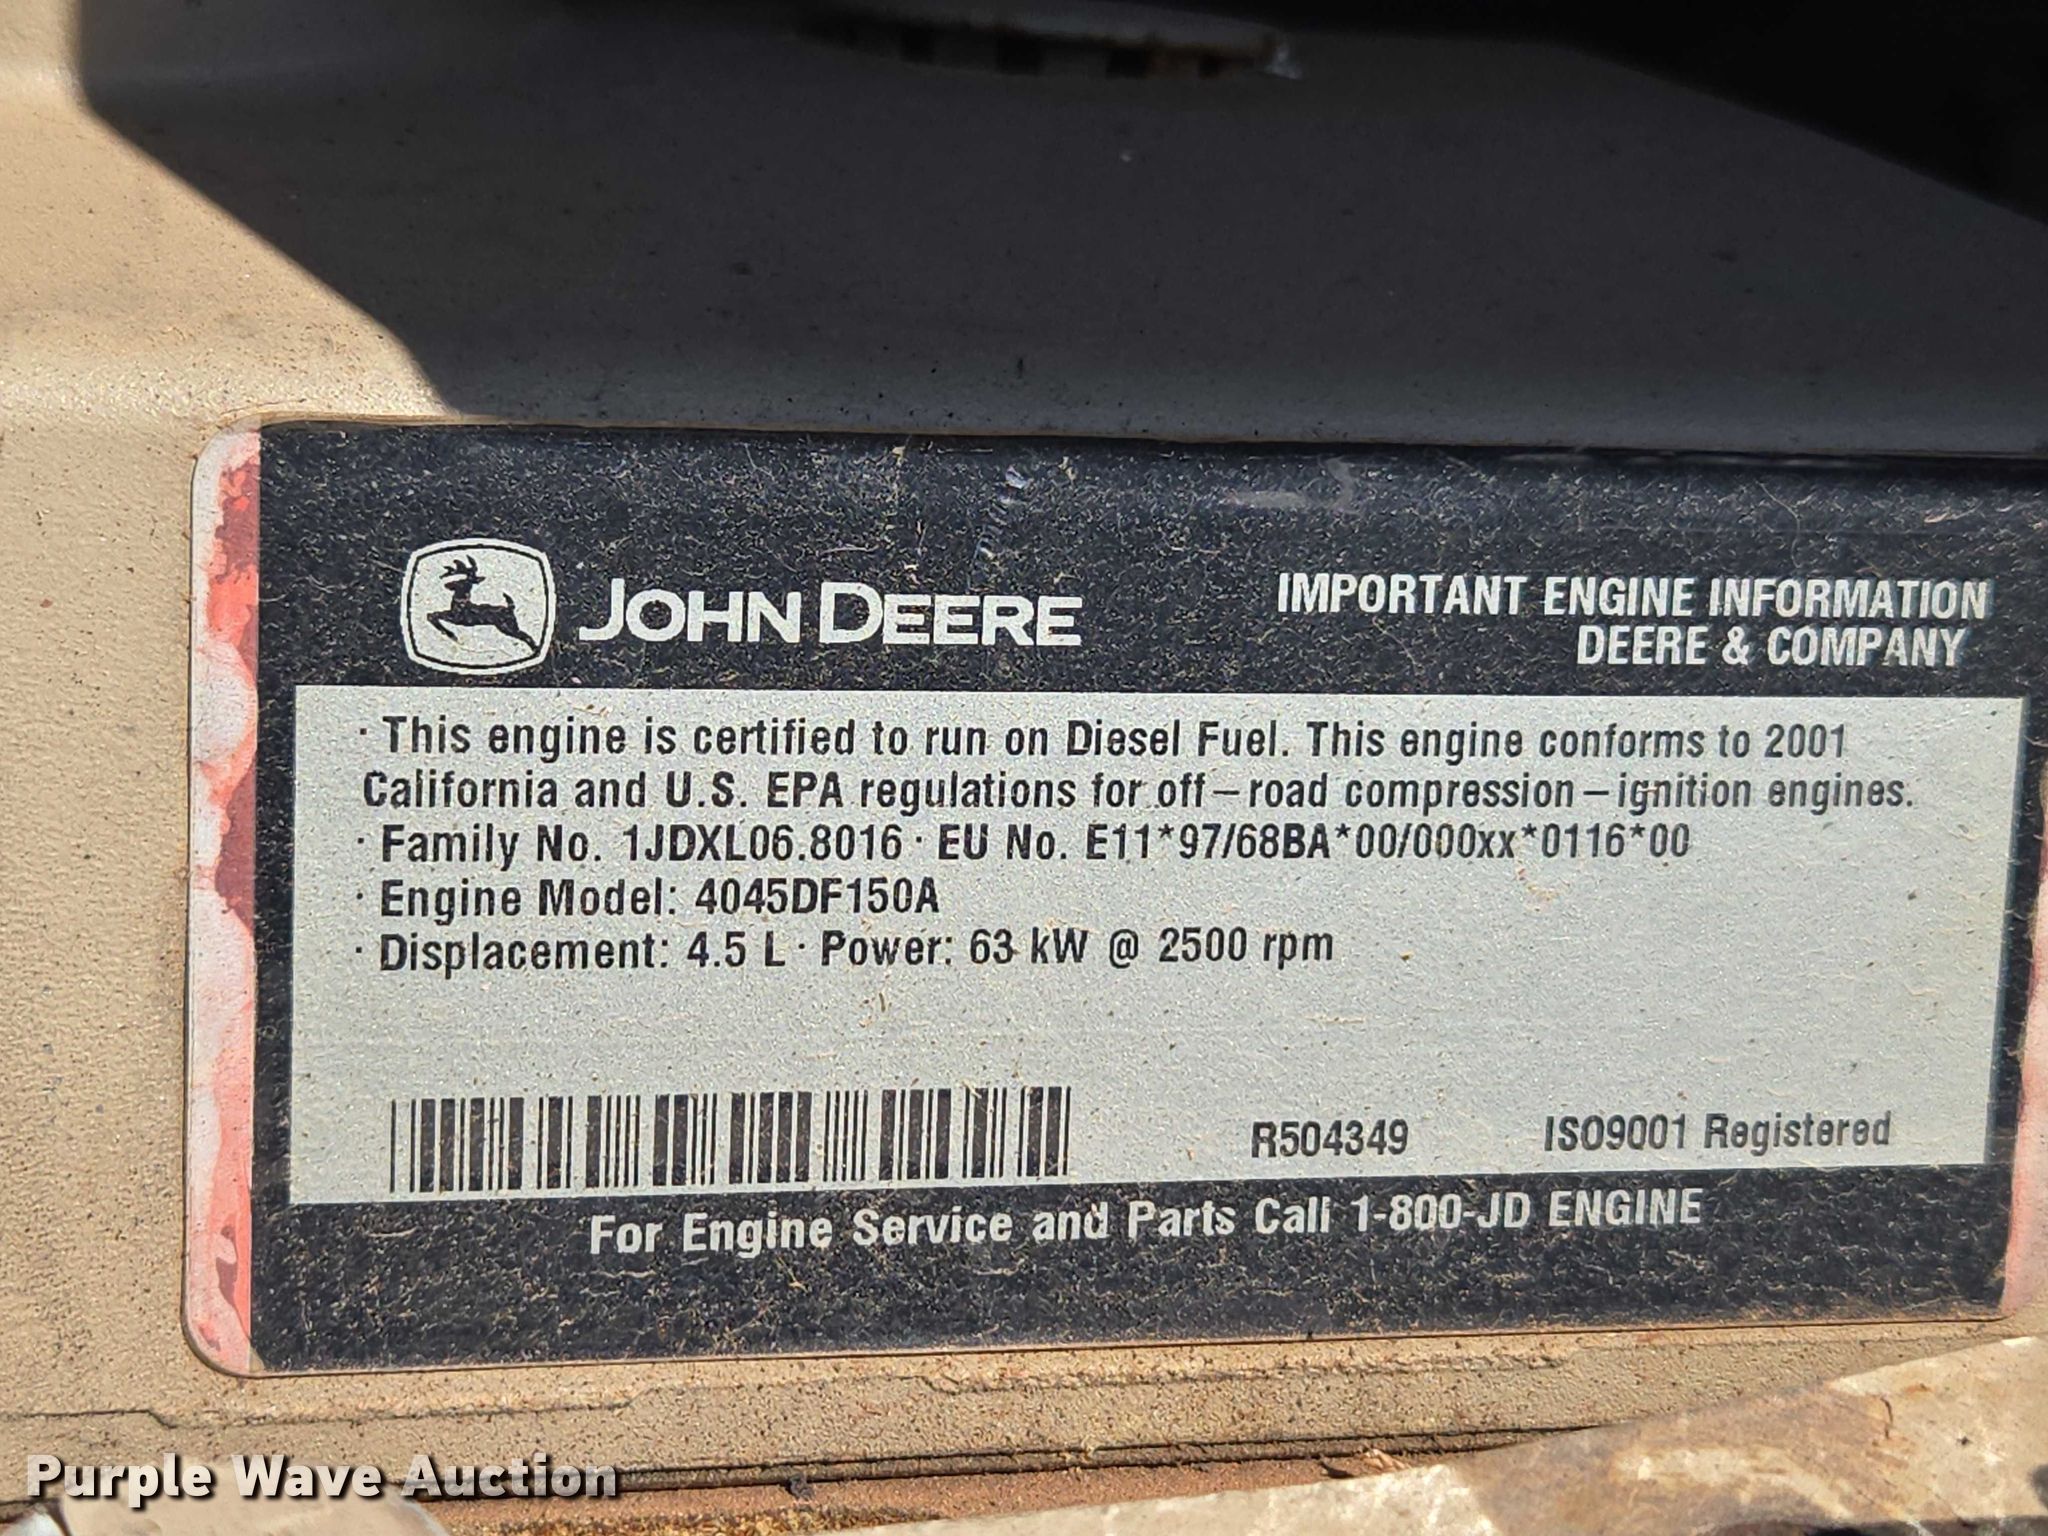 JOHN DEERE
IMPORTANT ENGINE INFORMATION
DEERE & COMPANY
· This engine is certified to run on Diesel Fuel. This engine conforms to 2001
California and U.S. EPA regulations for off–road compression–ignition engines.
· Family No. 1JDXL06.8016 · EU No. E11*97/68BA*00/000xx*0116*00
· Engine Model: 4045DF150A
· Displacement: 4.5 L · Power: 63 kW @ 2500 rpm
R504349 ISO9001 Registered
For Engine Service and Parts Call 1-800-JD ENGINE
Purple Wave Auction